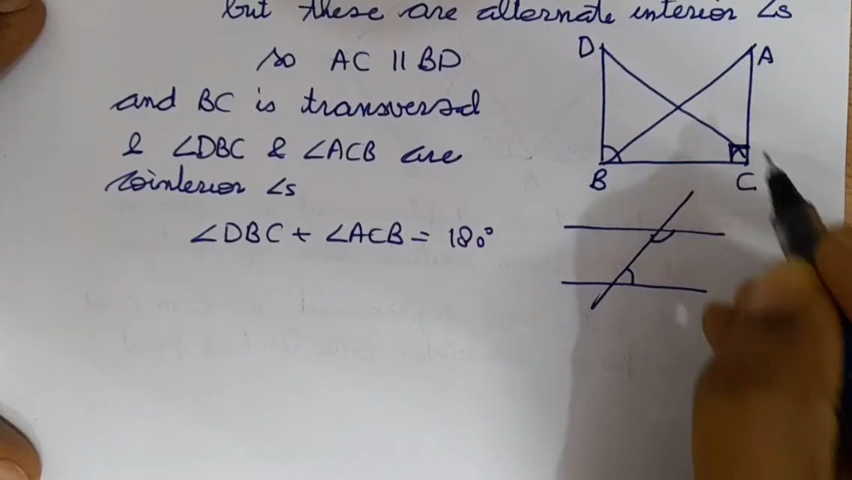 but these are alternate interior ∠s
so AC || BD
and BC is transversal
& ∠DBC & ∠ACB are
cointerior ∠s
∠DBC + ∠ACB = 180°
D
A
B
C